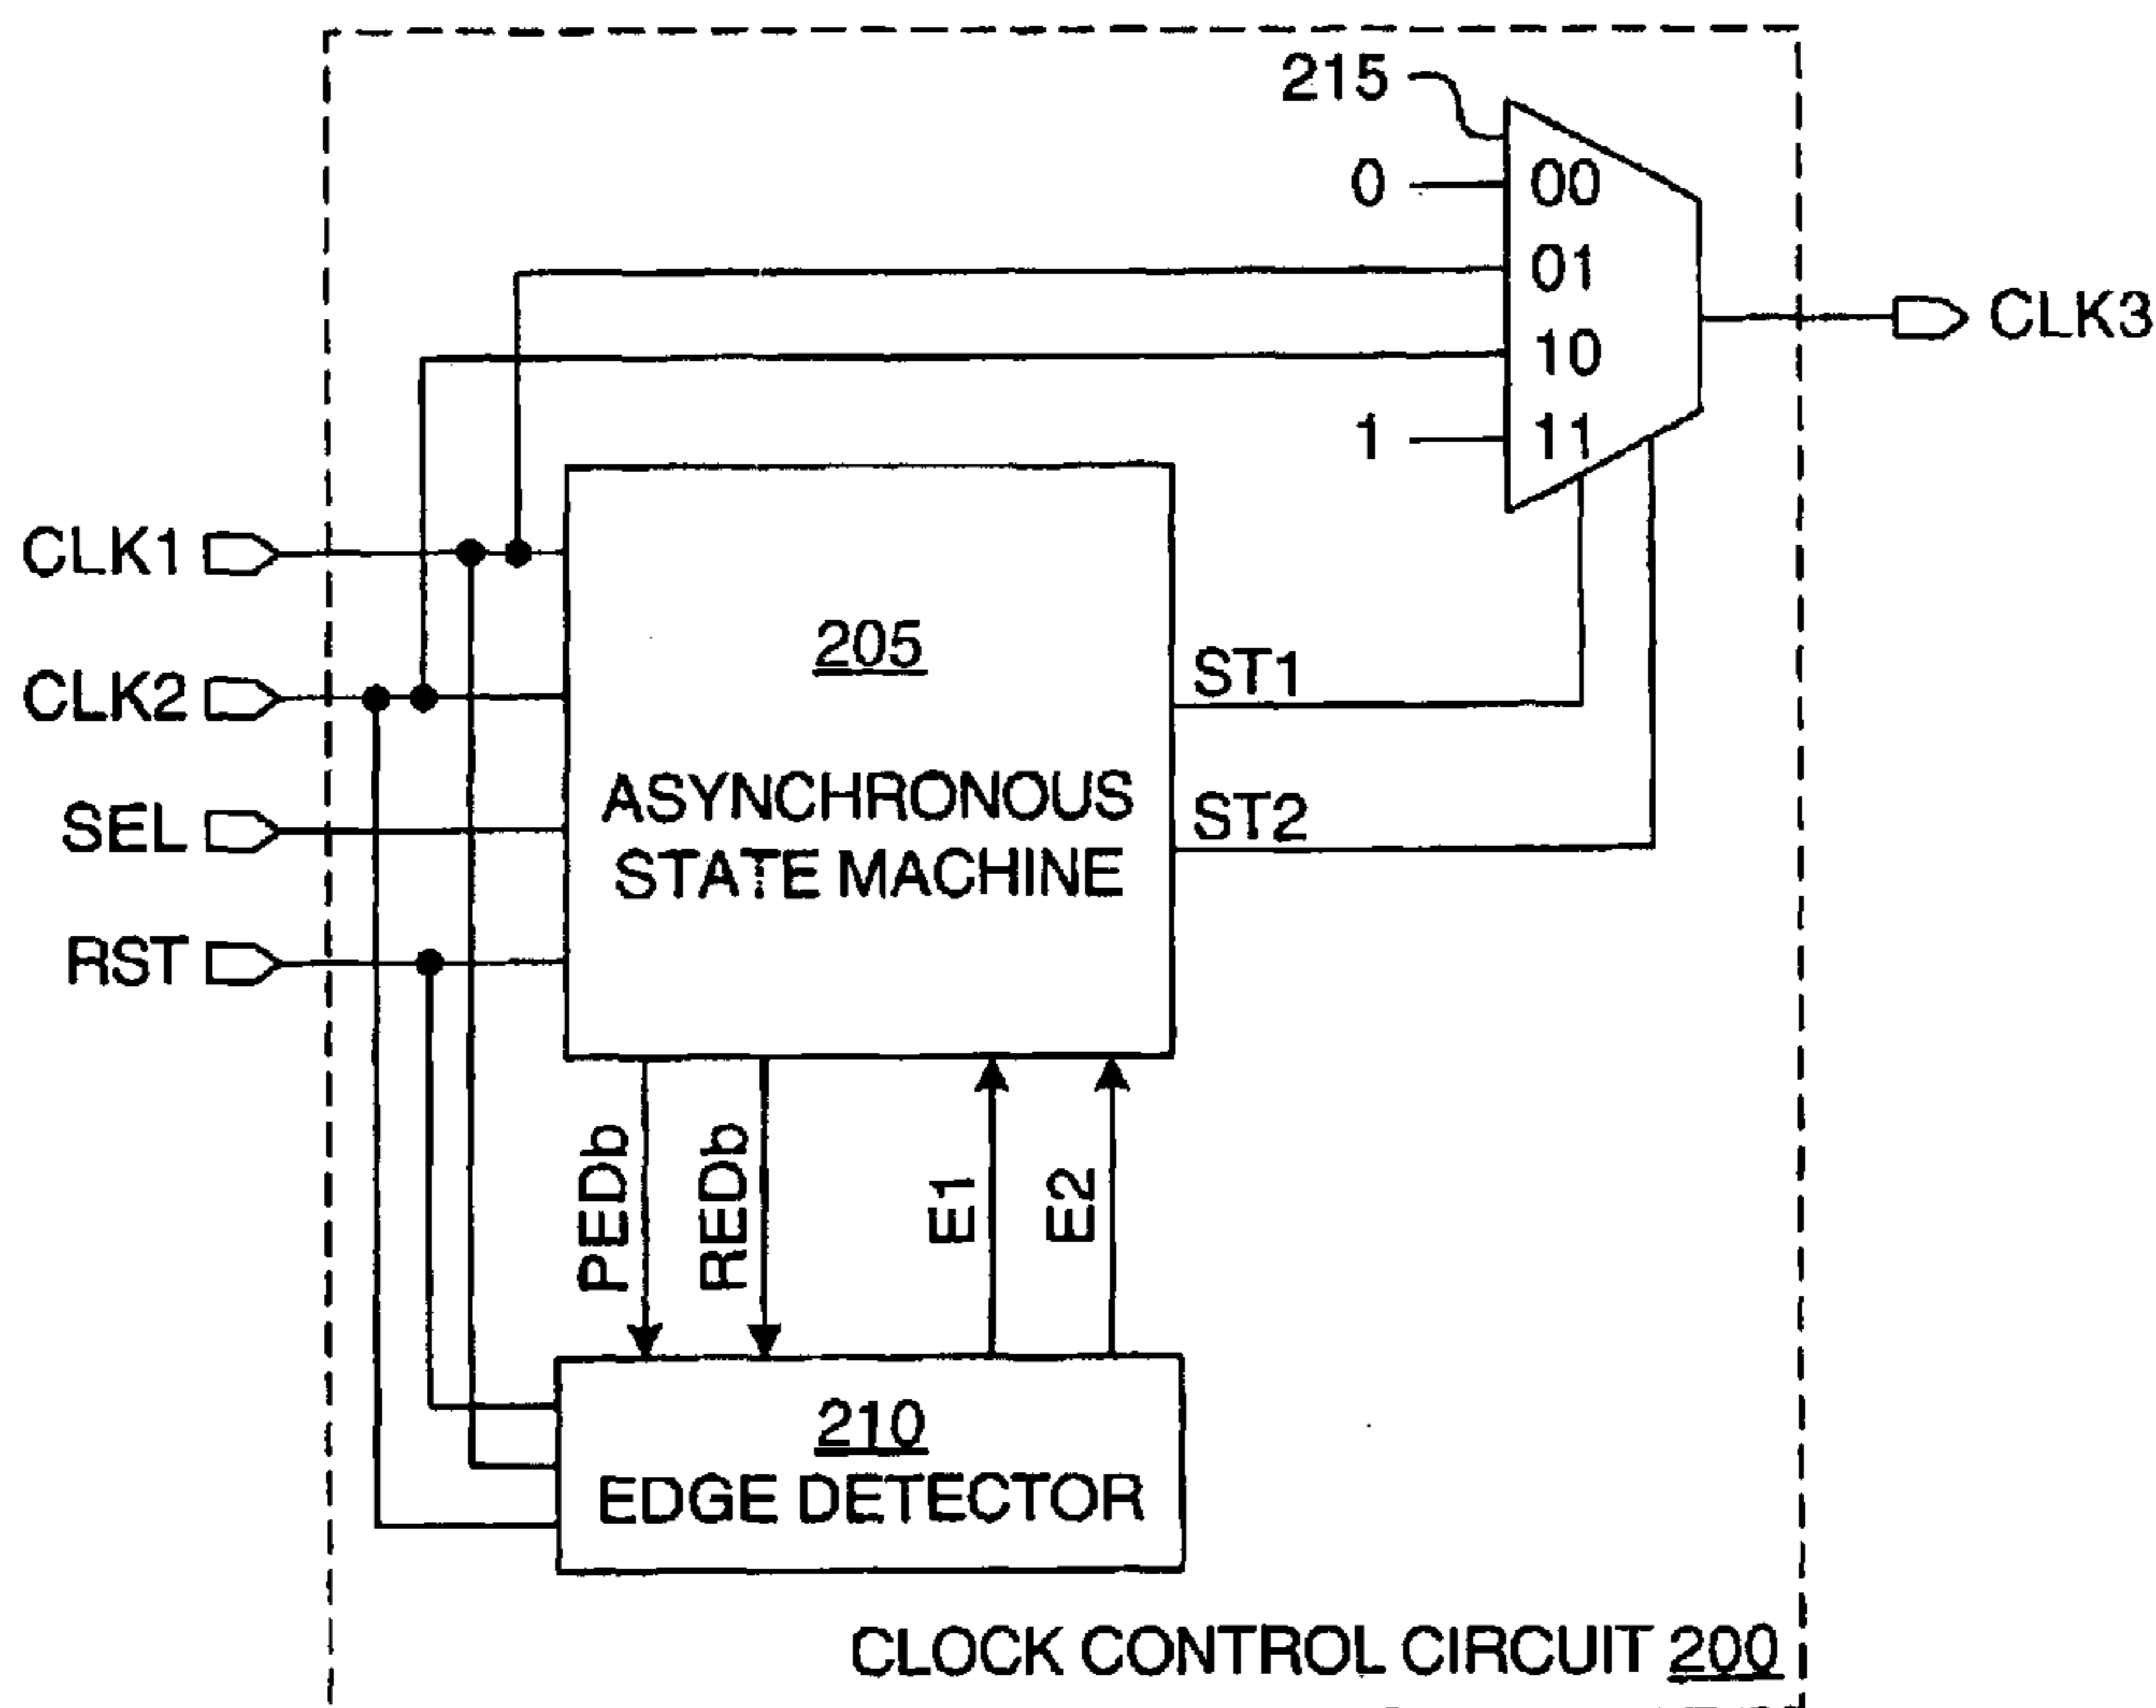 215
0
00
01
10
1
11
CLK3
CLK1
CLK2
SEL
RST
205
ASYNCHRONOUS
STATE MACHINE
ST1
ST2
PEDb
REDb
E1
E2
210
EDGE DETECTOR
CLOCK CONTROL CIRCUIT 200